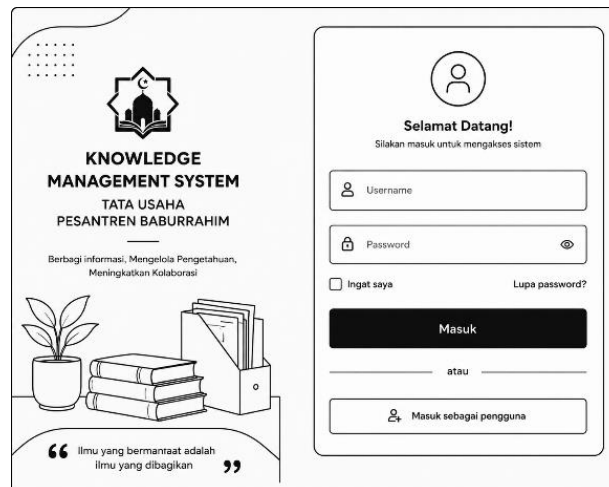 KNOWLEDGE
MANAGEMENT SYSTEM
TATA USAHA
PESANTREN BABURRAHIM
Berbagi informasi, Mengelola Pengetahuan,
Meningkatkan Kolaborasi
“ Ilmu yang bermanraat adalah
ilmu yang dibagikan ”
Selamat Datang!
Silakan masuk untuk mengakses sistem
Username
Password
Ingat saya Lupa password?
Masuk
atau
Masuk sebagai pengguna